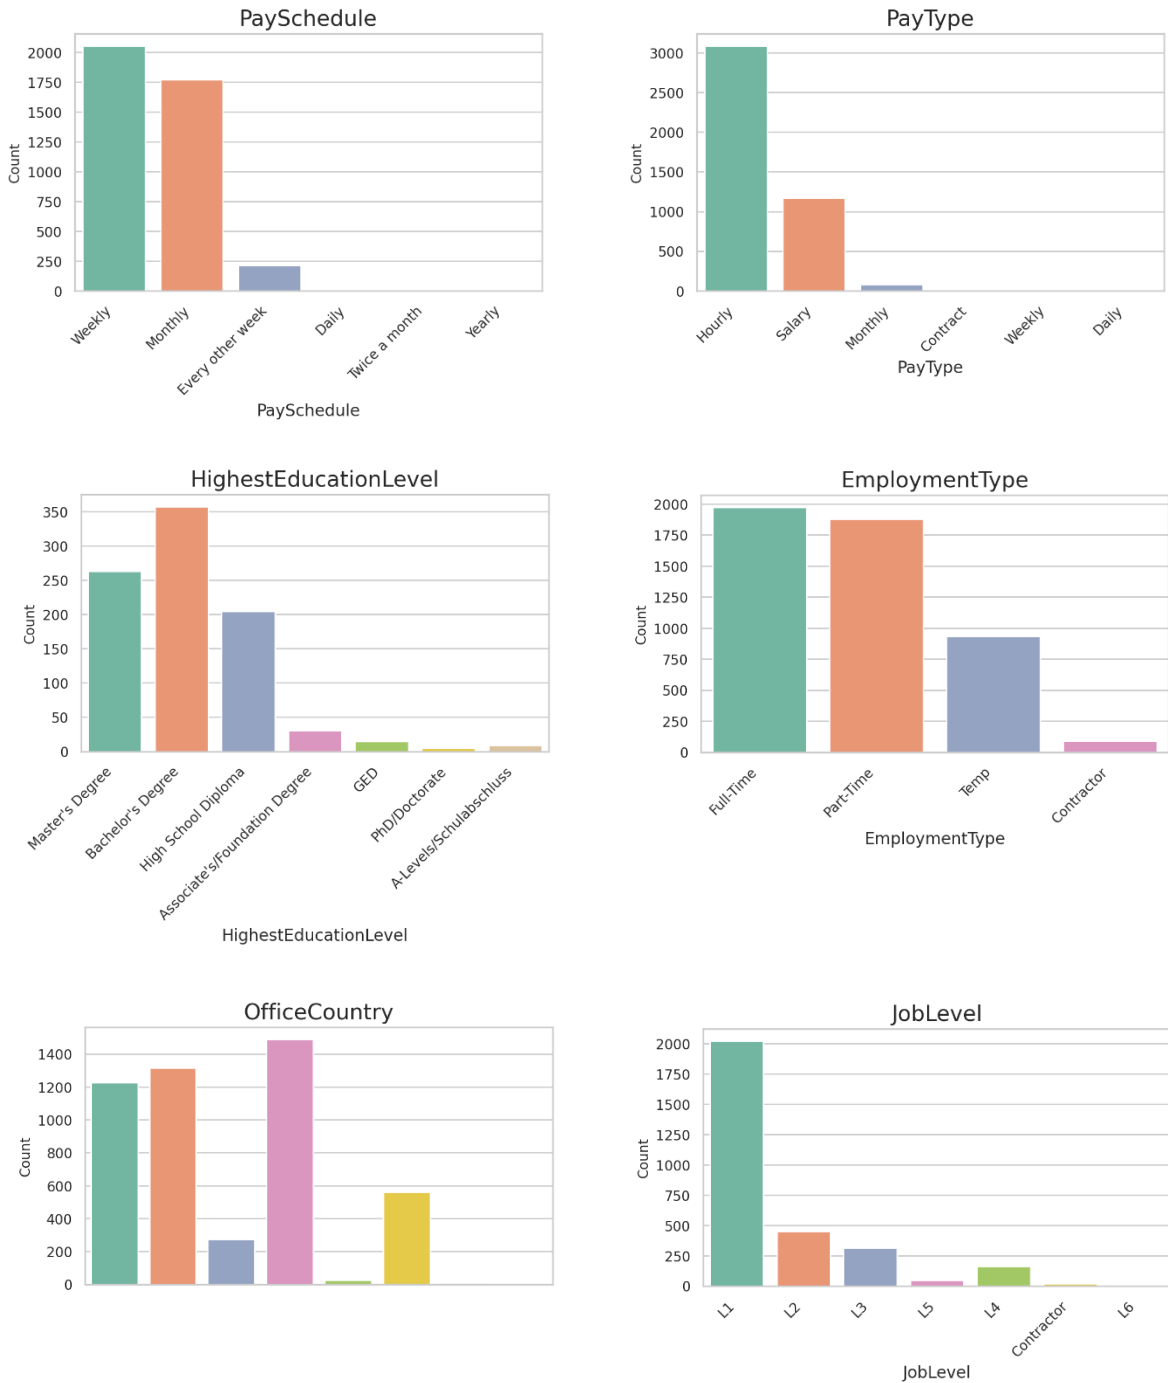 PaySchedule
2000
1750
1500
1250
1000
750
500
250
0
Count
Weekly
Monthly
Every other week
Daily
Twice a month
Yearly
PaySchedule
PayType
3000
2500
2000
1500
1000
500
0
Count
Hourly
Salary
Monthly
Contract
Weekly
Daily
PayType
HighestEducationLevel
350
300
250
200
150
100
50
0
Count
Master's Degree
Bachelor's Degree
High School Diploma
Associate's/Foundation Degree
GED
PhD/Doctorate
A-Levels/Schulabschluss
HighestEducationLevel
EmploymentType
2000
1750
1500
1250
1000
750
500
250
0
Count
Full-Time
Part-Time
Temp
Contractor
EmploymentType
OfficeCountry
1400
1200
1000
800
600
400
200
0
Count
JobLevel
2000
1750
1500
1250
1000
750
500
250
0
Count
L1
L2
L3
L5
L4
Contractor
L6
JobLevel